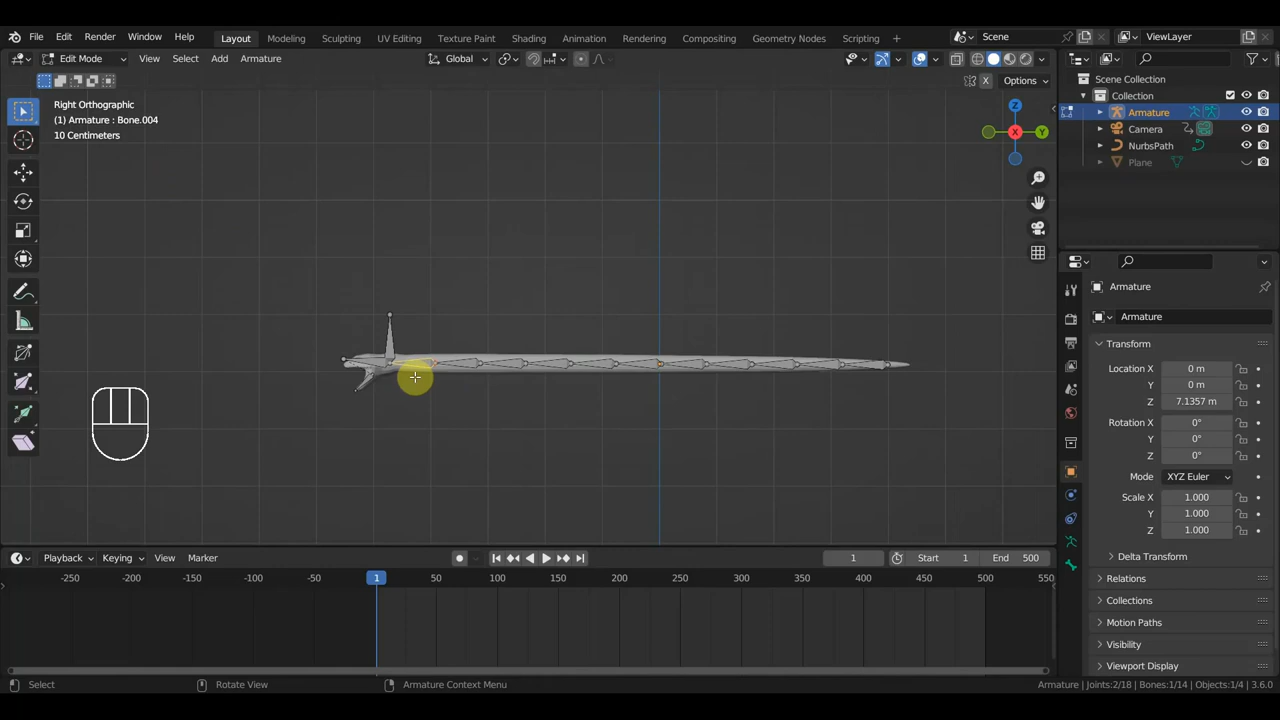 File Edit Render Window Help Layout Modeling Sculpting UV Editing Texture Paint Shading Animation Rendering Compositing Geometry Nodes Scripting + Scene ViewLayer
Edit Mode View Select Add Armature Global
X Options
Right Orthographic
(1) Armature : Bone.004
10 Centimeters
Z
Y
X
Scene Collection
Collection
Armature
Camera
NurbsPath
Plane
Armature
Armature
Transform
Location X 0 m
Y 0 m
Z 7.1357 m
Rotation X 0°
Y 0°
Z 0°
Mode XYZ Euler
Scale X 1.000
Y 1.000
Z 1.000
Delta Transform
Relations
Collections
Motion Paths
Visibility
Viewport Display
Playback Keying View Marker 1 Start 1 End 500
-250 -200 -150 -100 -50 1 50 100 150 200 250 300 350 400 450 500 550
Select Rotate View Armature Context Menu Armature | Joints:2/18 | Bones:1/14 | Objects:1/4 | 3.6.0